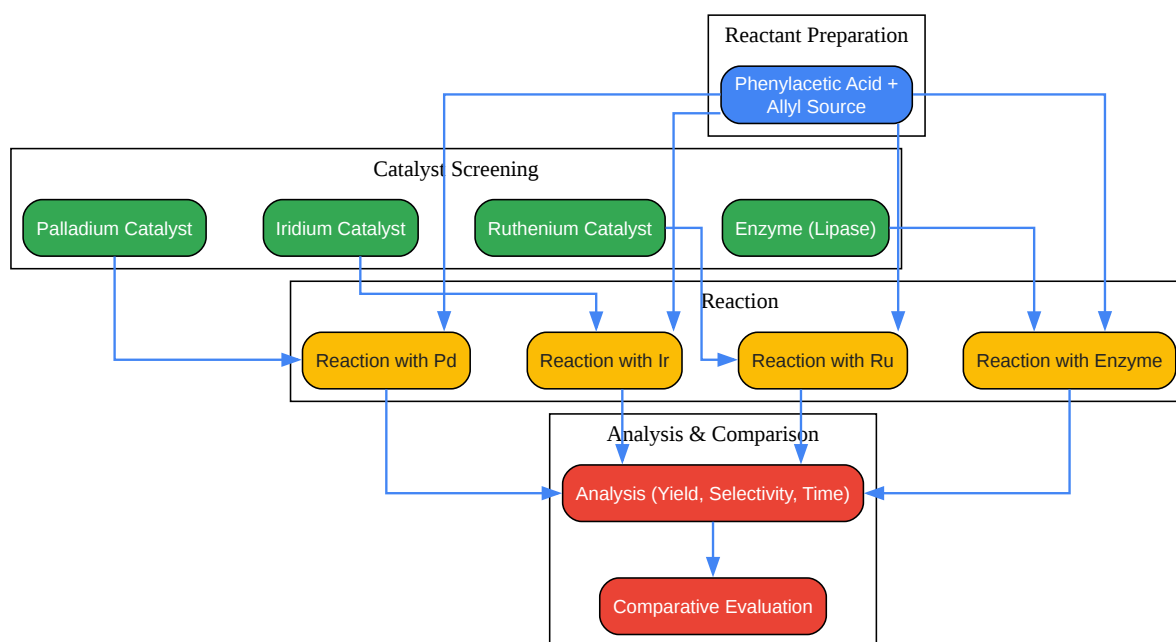 Reactant Preparation
Phenylacetic Acid +
Allyl Source
Catalyst Screening
Palladium Catalyst
Iridium Catalyst
Ruthenium Catalyst
Enzyme (Lipase)
Reaction
Reaction with Pd
Reaction with Ir
Reaction with Ru
Reaction with Enzyme
Analysis & Comparison
Analysis (Yield, Selectivity, Time)
Comparative Evaluation